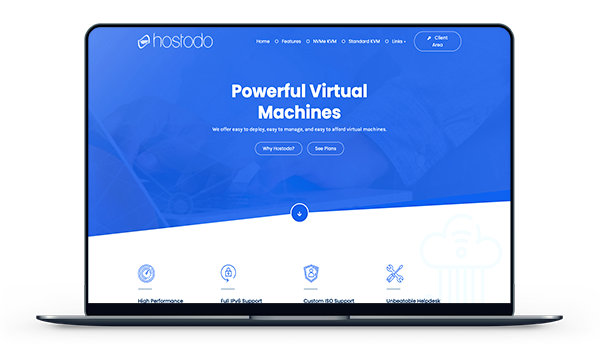 hostodo
Home Features NVMe KVM Standard KVM Links Client
Area
Powerful Virtual
Machines
We offer easy to deploy, easy to manage, and easy to afford virtual machines.
Why Hostodo? See Plans
High Performance Full IPv6 Support Custom ISO Support Unbeatable Helpdesk